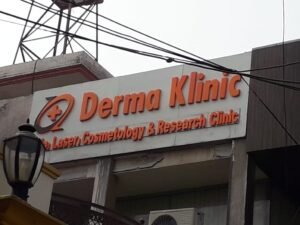 Derma Klinic
Laser, Cosmetology & Research Clinic